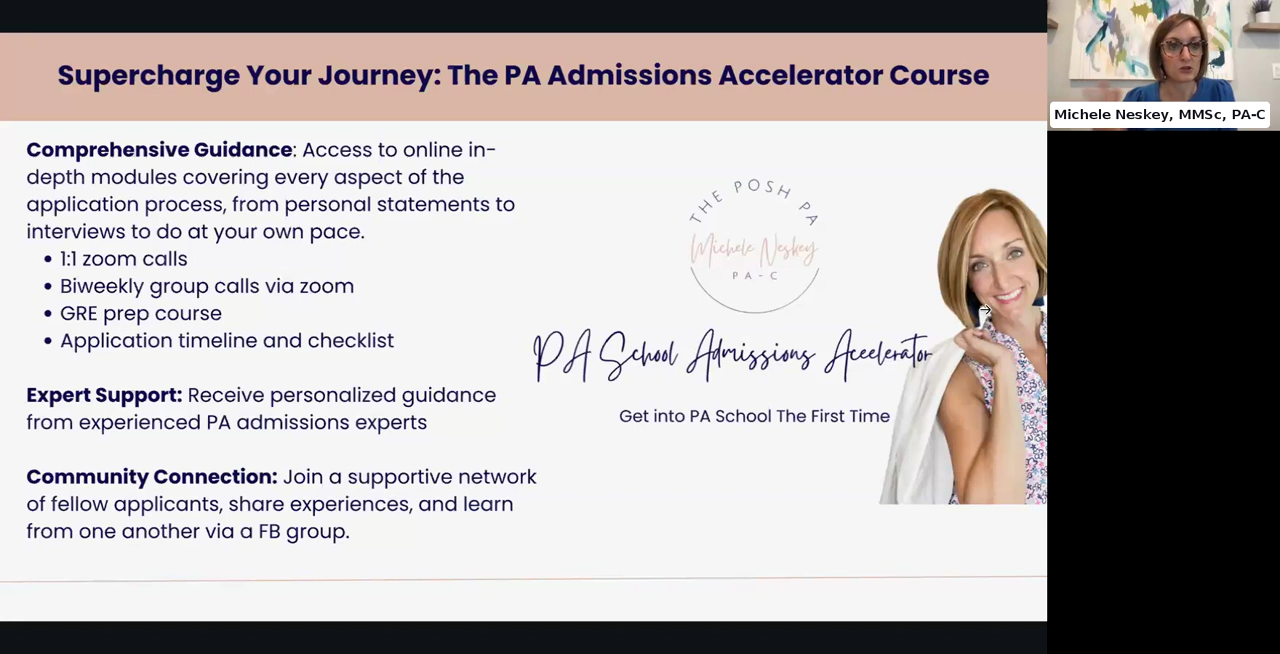 Supercharge Your Journey: The PA Admissions Accelerator Course
Comprehensive Guidance: Access to online in-
depth modules covering every aspect of the
application process, from personal statements to
interviews to do at your own pace.
• 1:1 zoom calls
• Biweekly group calls via zoom
• GRE prep course
• Application timeline and checklist
Expert Support: Receive personalized guidance
from experienced PA admissions experts
Community Connection: Join a supportive network
of fellow applicants, share experiences, and learn
from one another via a FB group.
THE POSH PA
Michele Neskey
PA-C
PA School Admissions Accelerator
Get into PA School The First Time
Michele Neskey, MMSc, PA-C